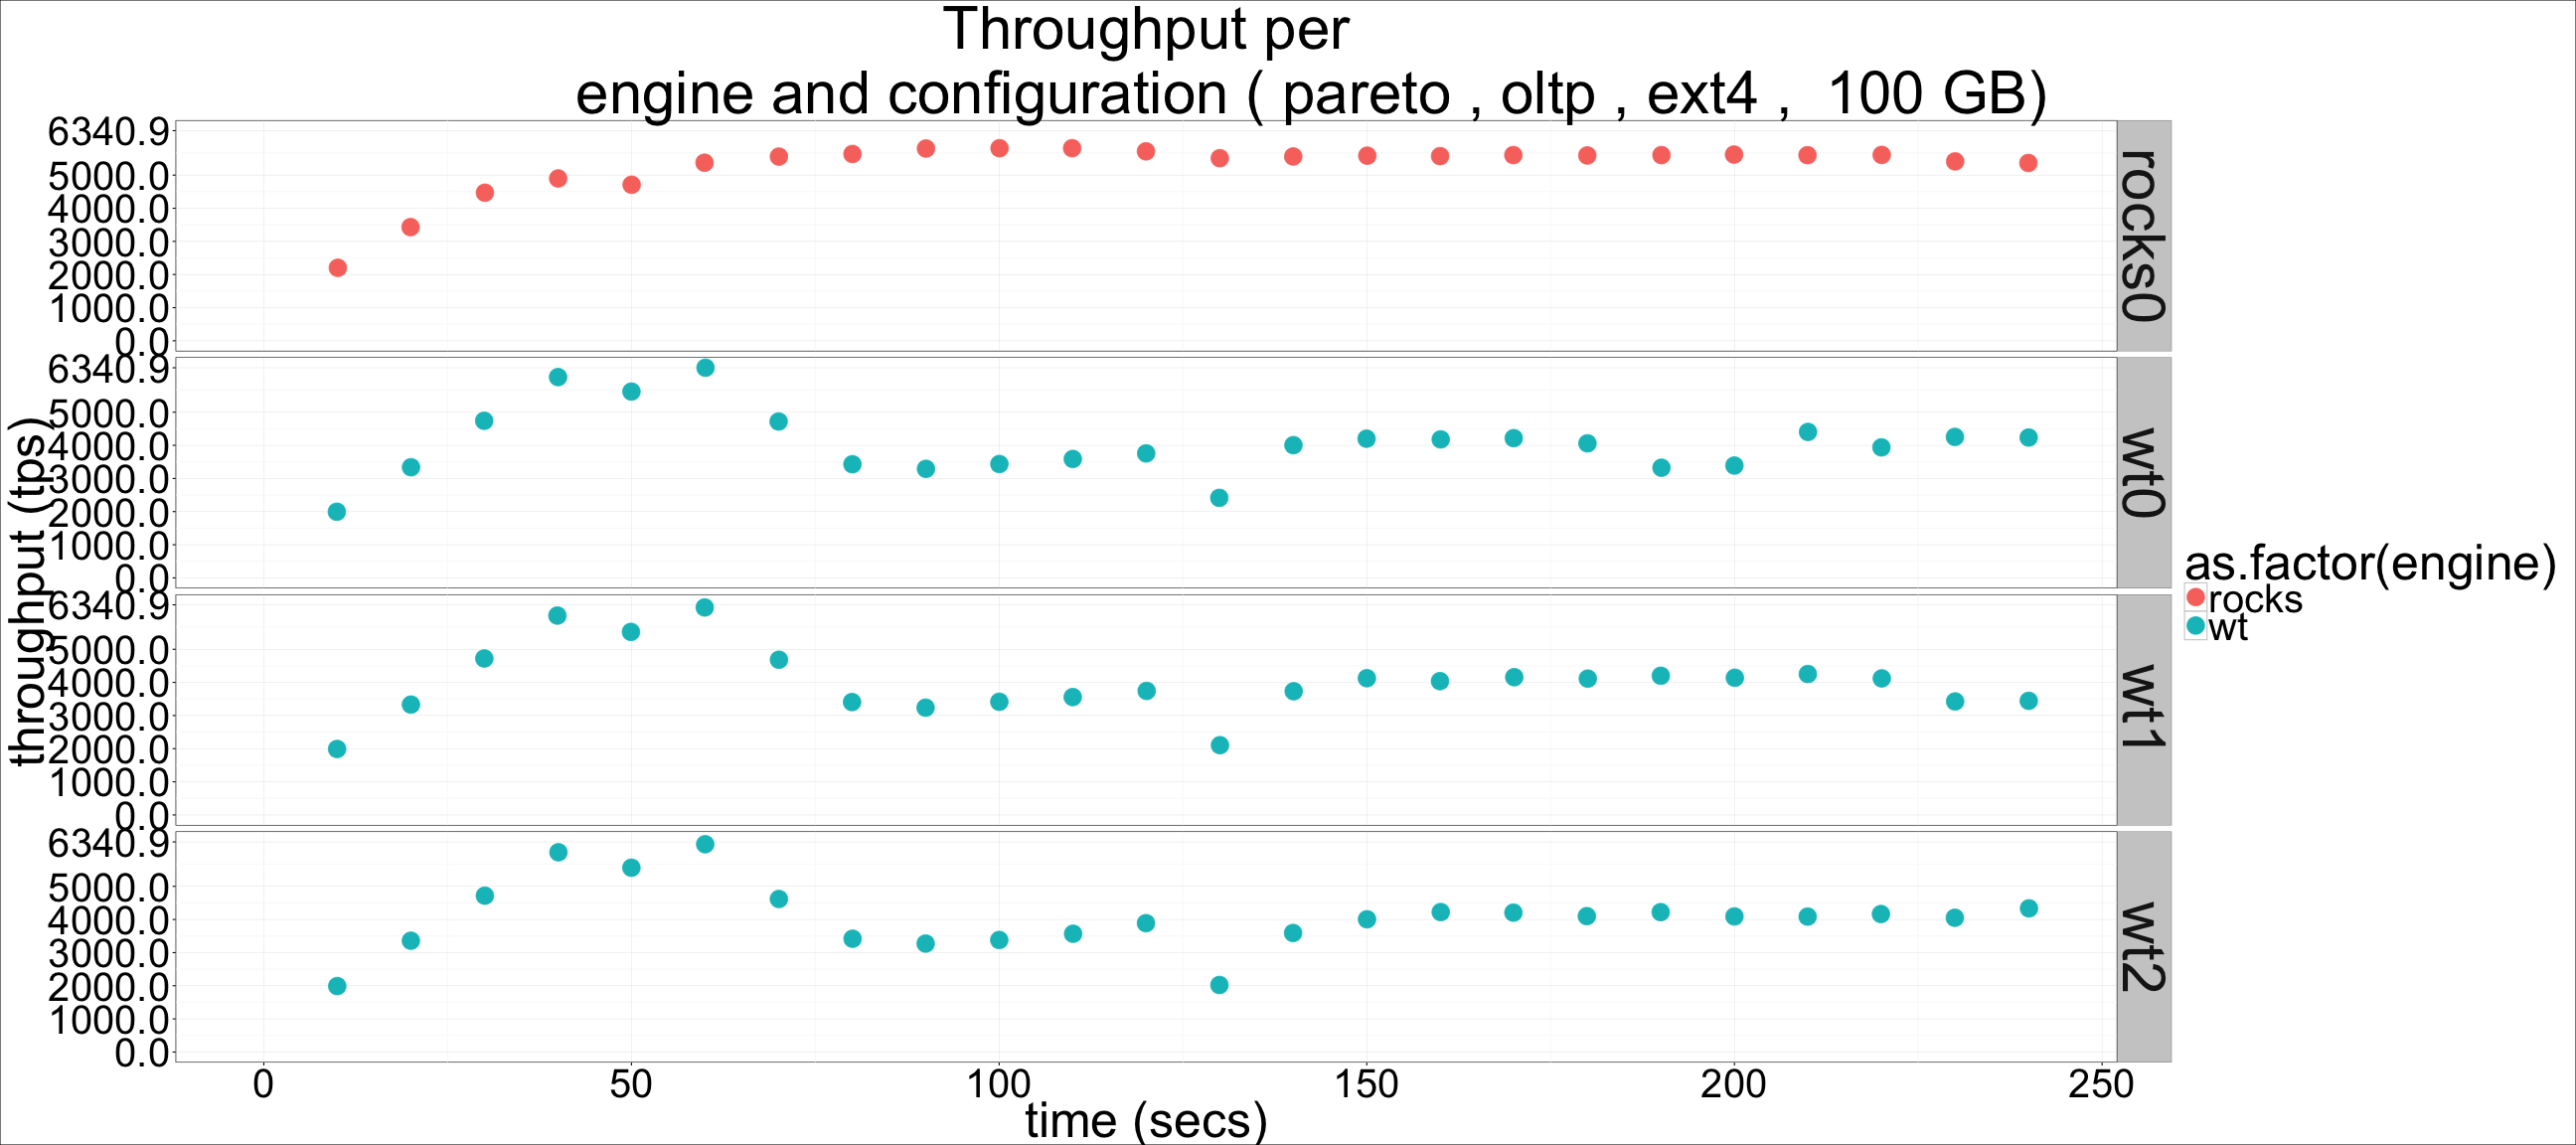 Throughput per
engine and configuration ( pareto , oltp , ext4 ,  100 GB)
throughput (tps)
6340.9
5000.0
4000.0
3000.0
2000.0
1000.0
0.0
rocks0
6340.9
5000.0
4000.0
3000.0
2000.0
1000.0
0.0
wt0
6340.9
5000.0
4000.0
3000.0
2000.0
1000.0
0.0
wt1
6340.9
5000.0
4000.0
3000.0
2000.0
1000.0
0.0
wt2
0 50 100 150 200 250
time (secs)
as.factor(engine)
rocks
wt